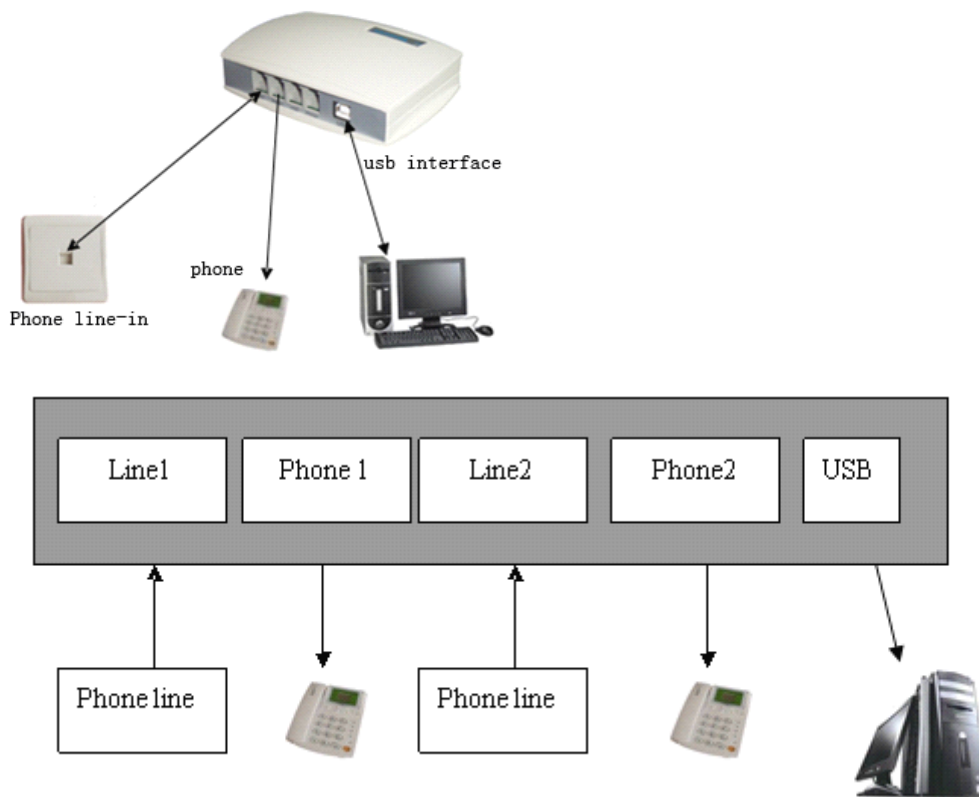 usb interface
phone
Phone line-in
Line1
Phone 1
Line2
Phone2
USB
Phone line
Phone line